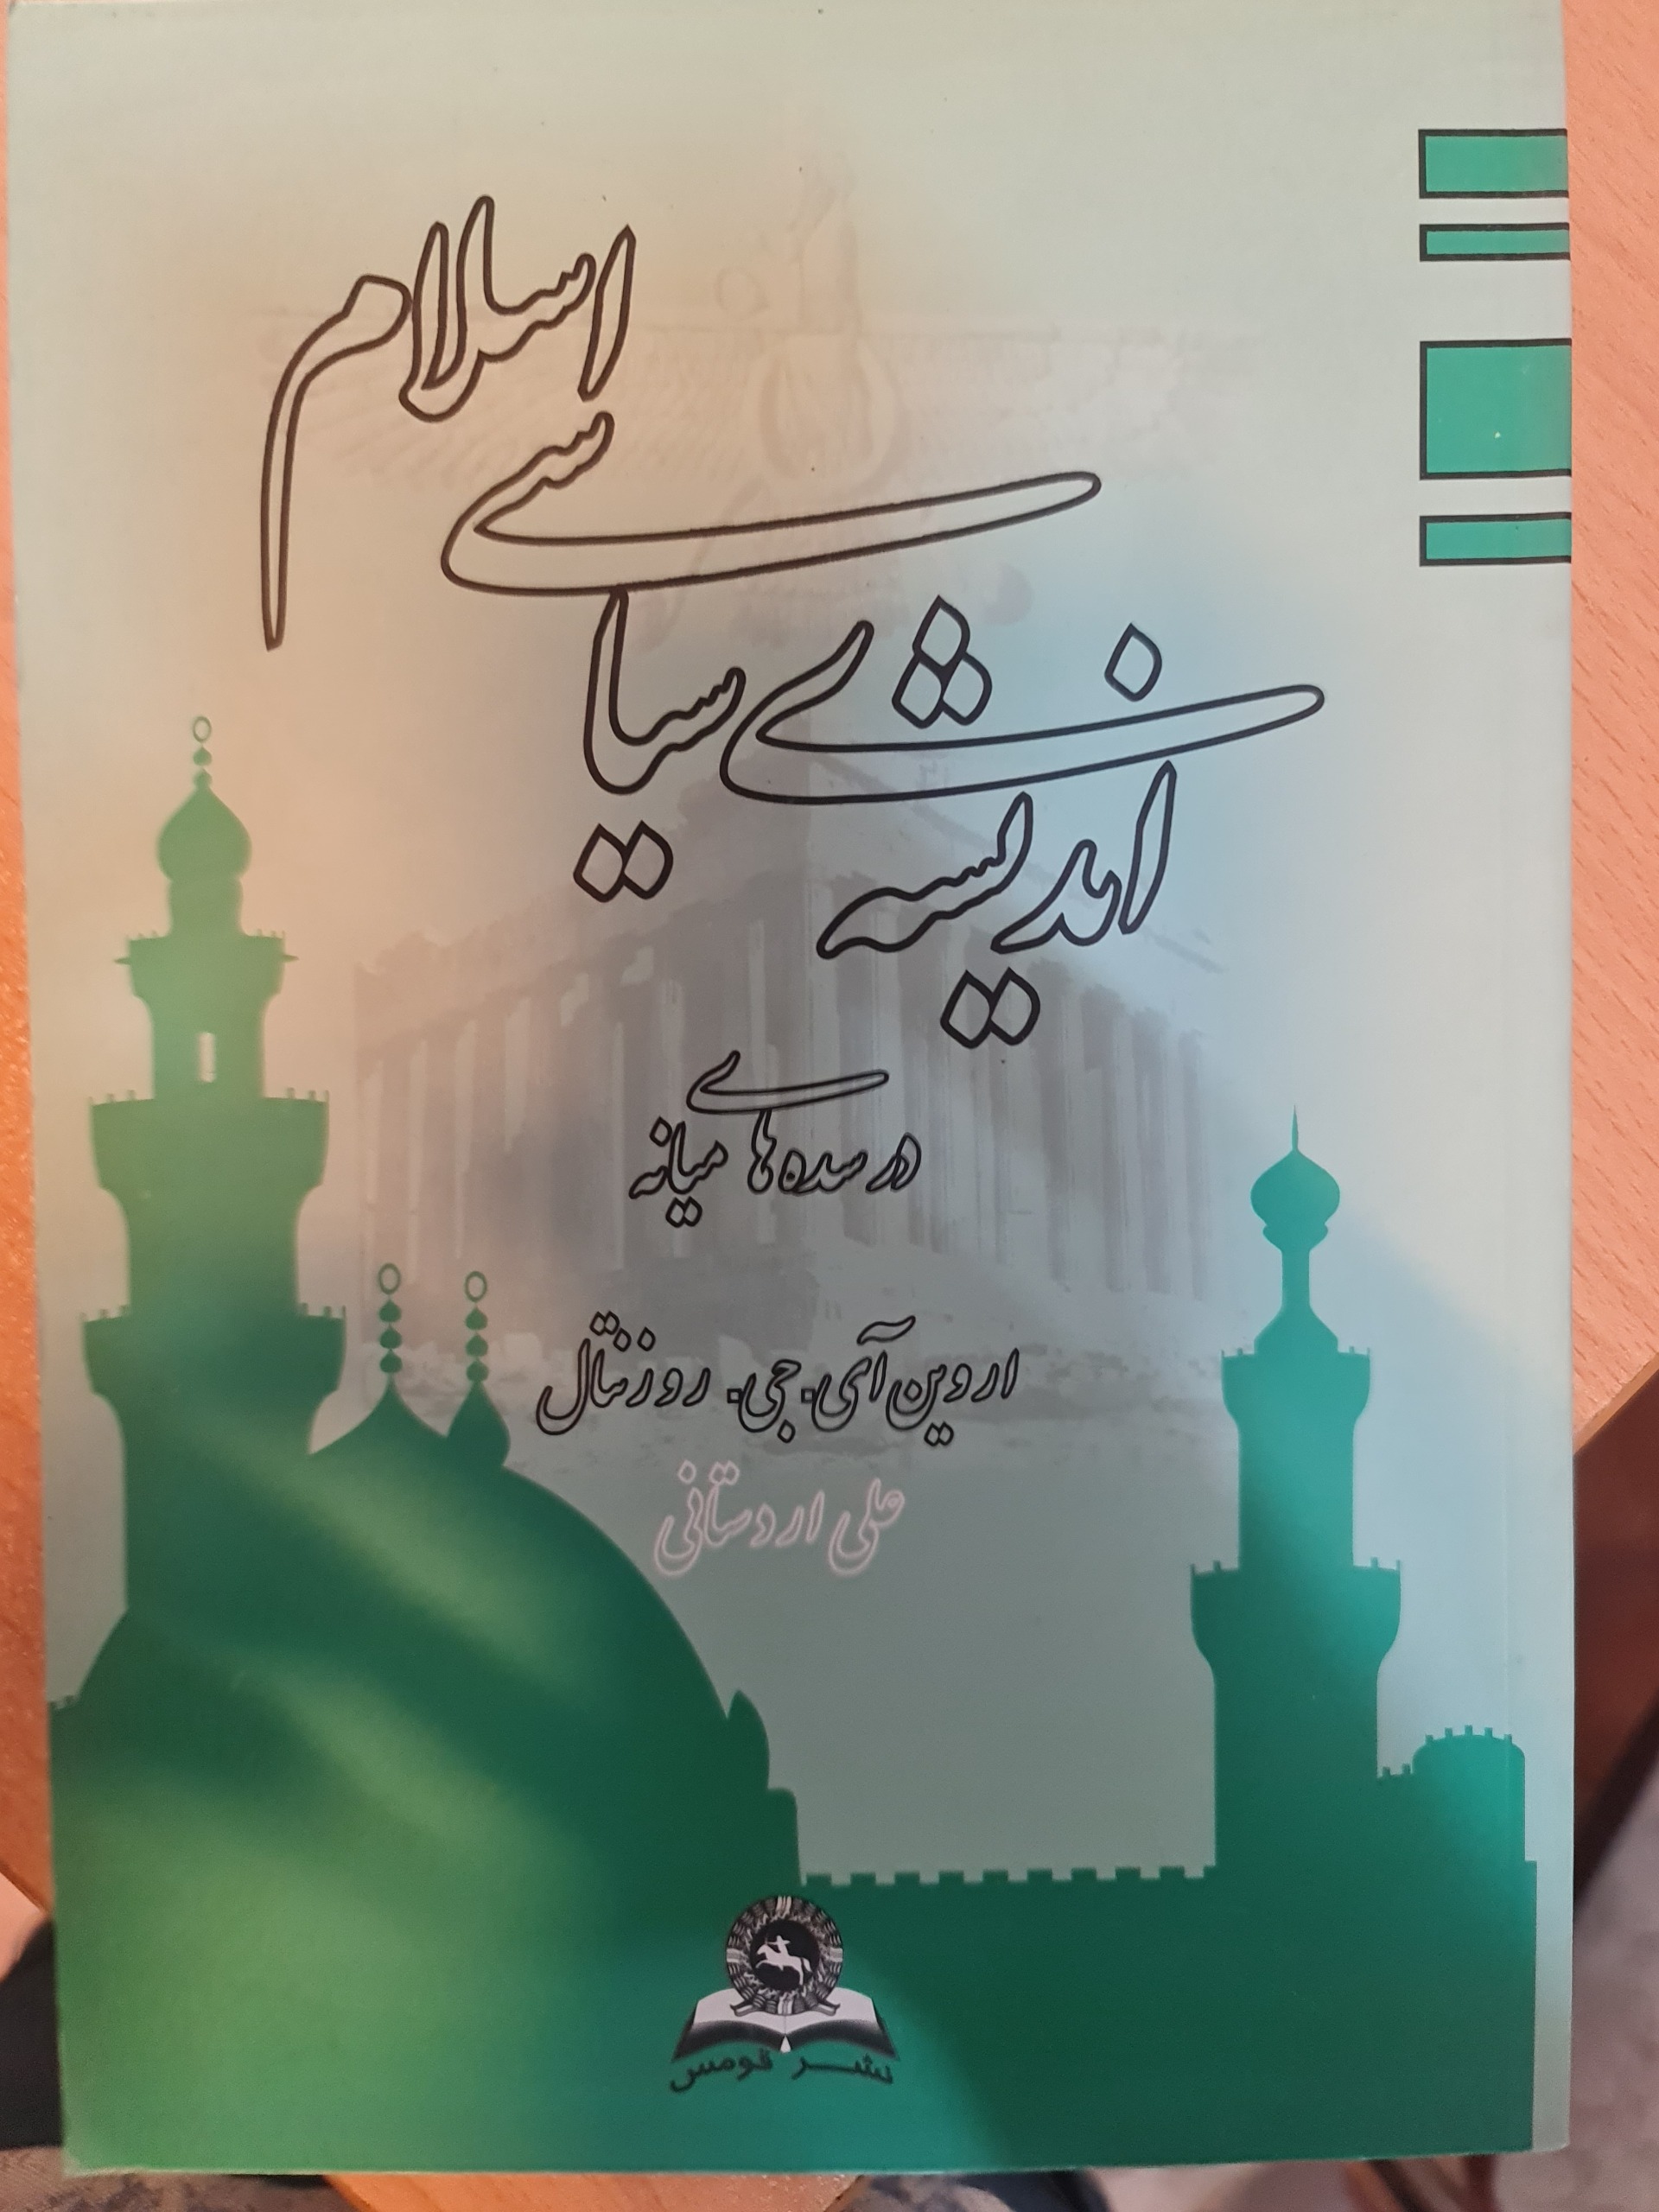 اندیشه‌ی سیاسی اسلام
در سده‌های میانه
اروین آی. جی. روزنتال
علی اردستانی
نشر قومس